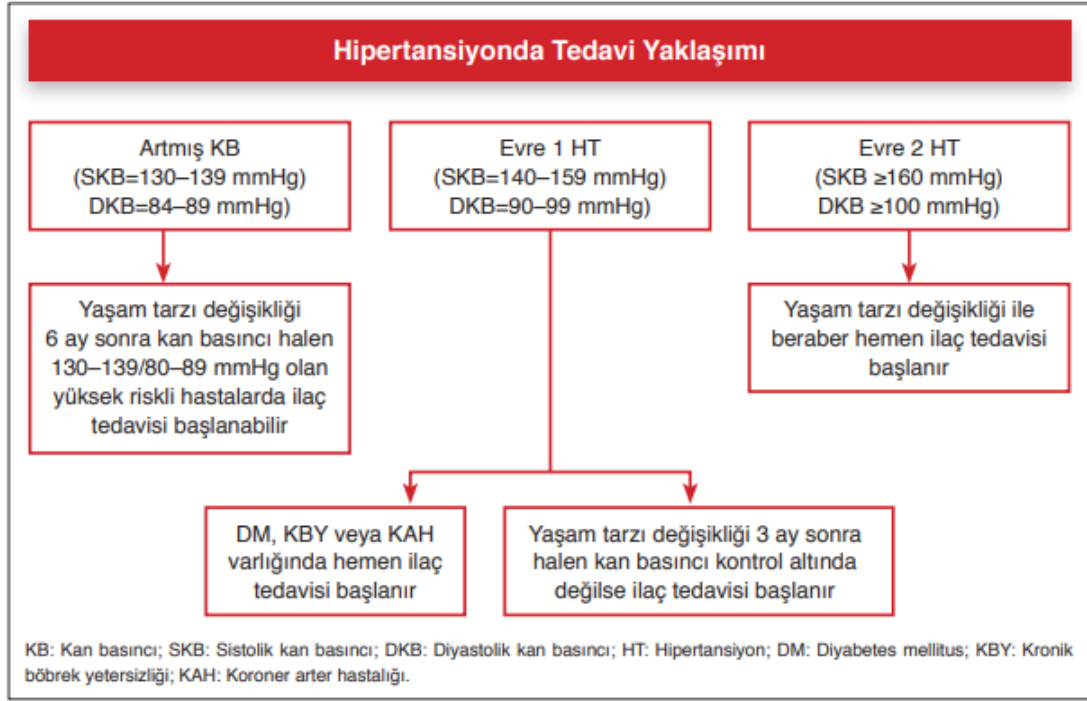 Hipertansiyonda Tedavi Yaklaşımı
Artmış KB
(SKB=130–139 mmHg)
DKB=84–89 mmHg)
Evre 1 HT
(SKB=140–159 mmHg)
DKB=90–99 mmHg)
Evre 2 HT
(SKB ≥160 mmHg)
DKB ≥100 mmHg)
Yaşam tarzı değişikliği
6 ay sonra kan basıncı halen
130–139/80–89 mmHg olan
yüksek riskli hastalarda ilaç
tedavisi başlanabilir
Yaşam tarzı değişikliği ile
beraber hemen ilaç tedavisi
başlanır
DM, KBY veya KAH
varlığında hemen ilaç
tedavisi başlanır
Yaşam tarzı değişikliği 3 ay sonra
halen kan basıncı kontrol altında
değilse ilaç tedavisi başlanır
KB: Kan basıncı; SKB: Sistolik kan basıncı; DKB: Diyastolik kan basıncı; HT: Hipertansiyon; DM: Diyabetes mellitus; KBY: Kronik
böbrek yetersizliği; KAH: Koroner arter hastalığı.